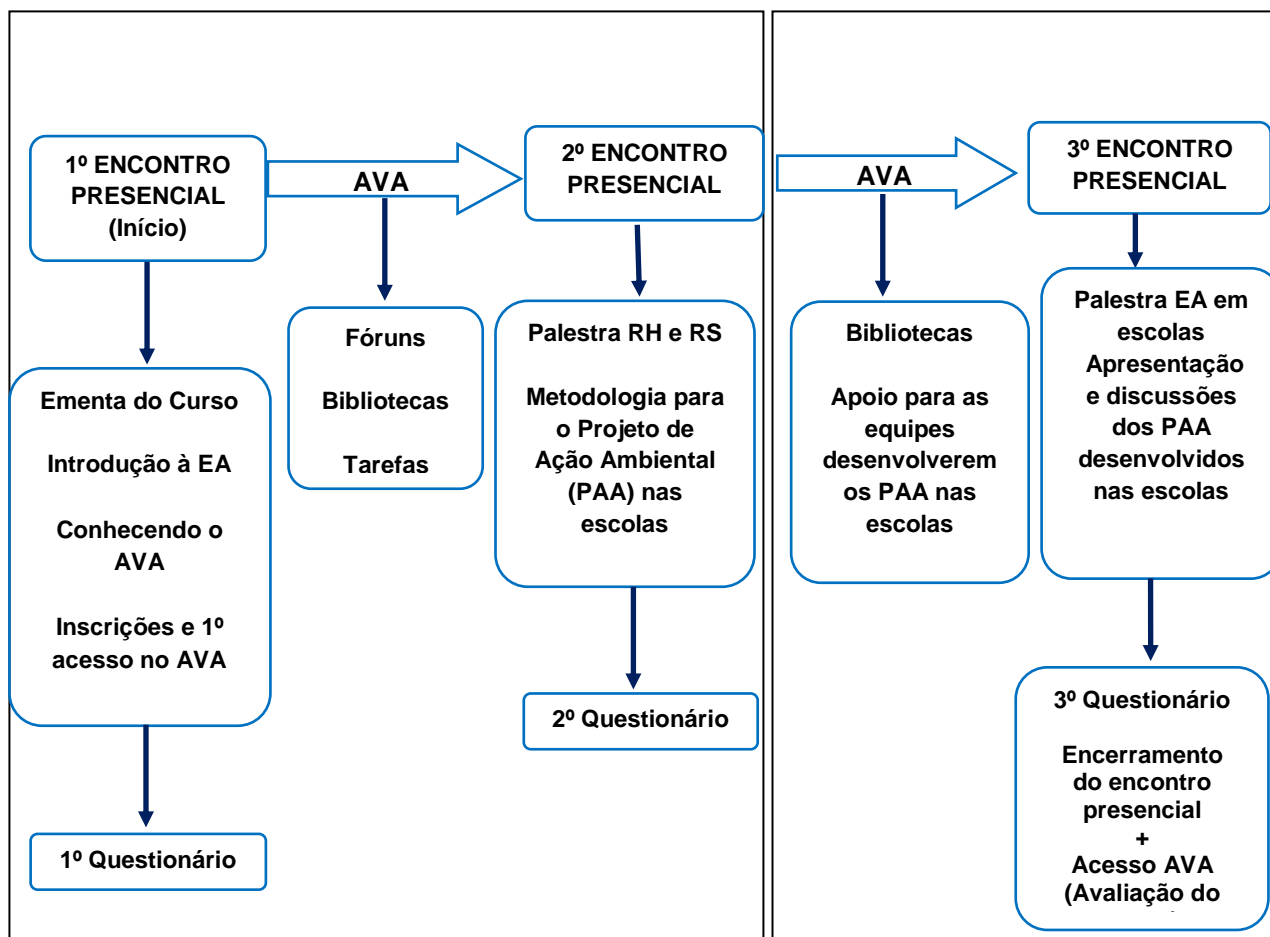 1º ENCONTRO
PRESENCIAL
(Início)
AVA
2º ENCONTRO
PRESENCIAL
AVA
3º ENCONTRO
PRESENCIAL
Ementa do Curso
Introdução à EA
Conhecendo o
AVA
Inscrições e 1º
acesso no AVA
Fóruns
Bibliotecas
Tarefas
Palestra RH e RS
Metodologia para
o Projeto de
Ação Ambiental
(PAA) nas
escolas
Bibliotecas
Apoio para as
equipes
desenvolverem
os PAA nas
escolas
Palestra EA em
escolas
Apresentação
e discussões
dos PAA
desenvolvidos
nas escolas
1º Questionário
2º Questionário
3º Questionário
Encerramento
do encontro
presencial
+
Acesso AVA
(Avaliação do